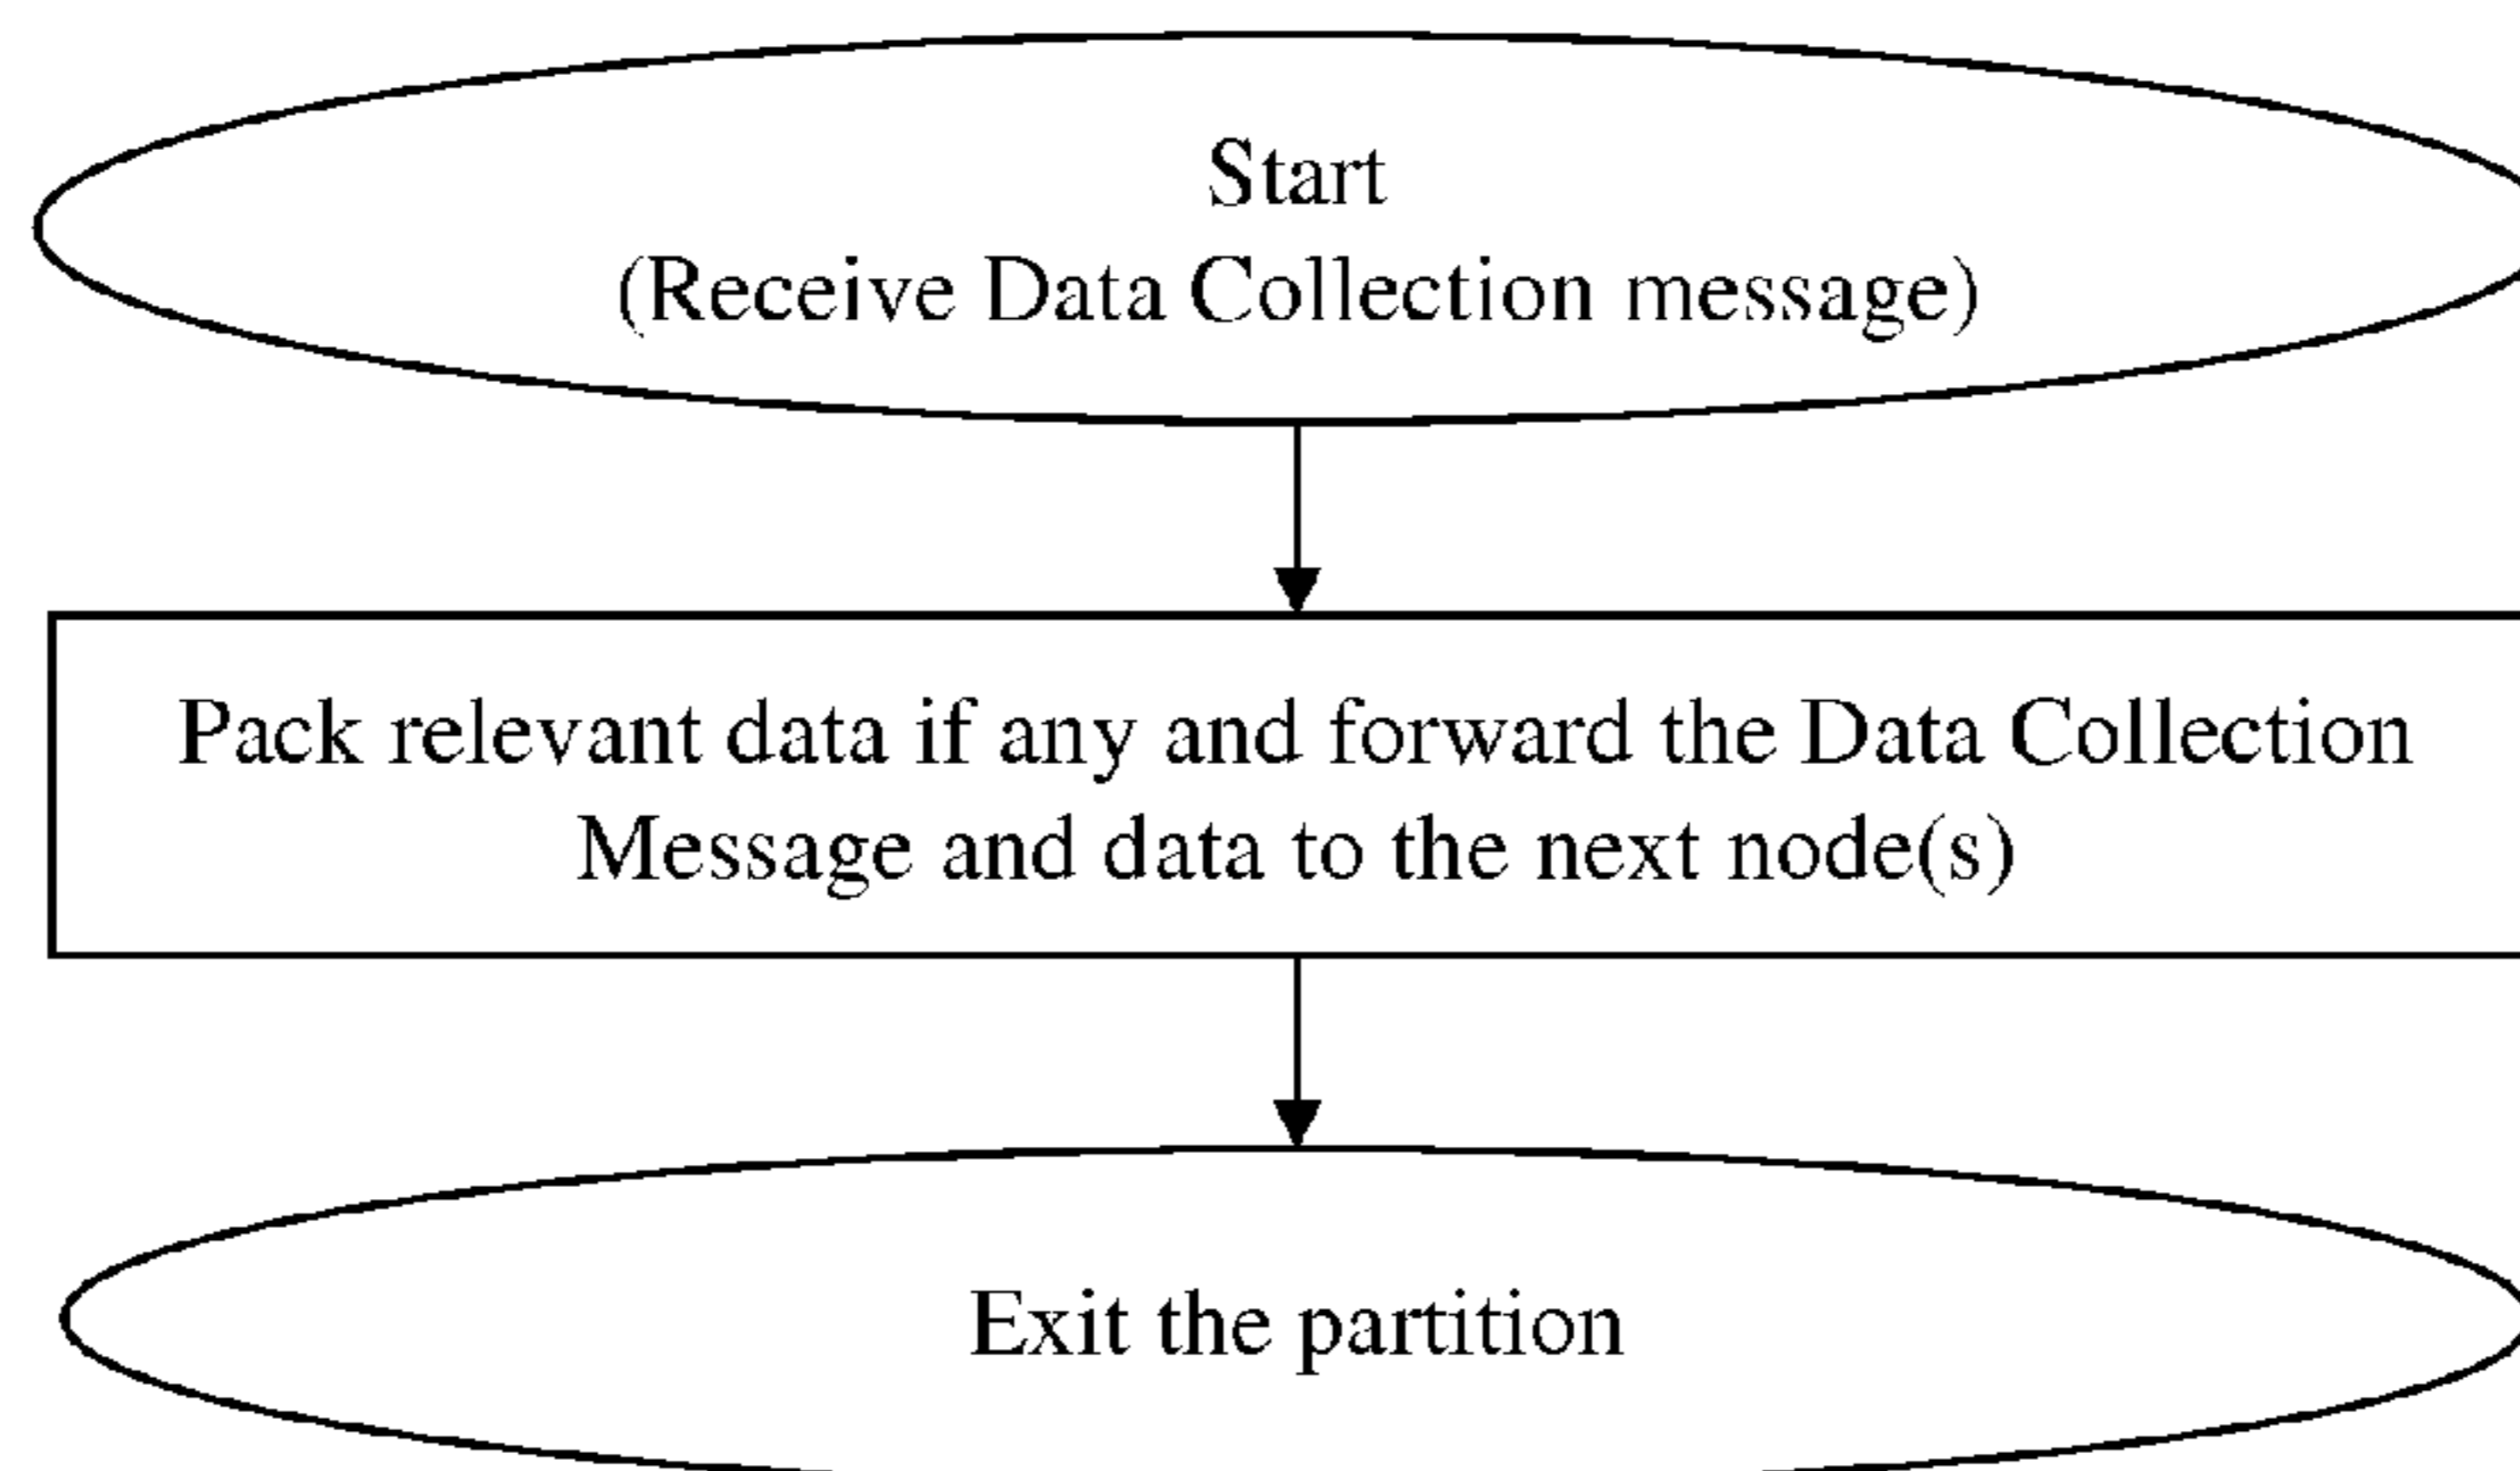 Start
(Receive Data Collection message)
Pack relevant data if any and forward the Data Collection
Message and data to the next node(s)
Exit the partition